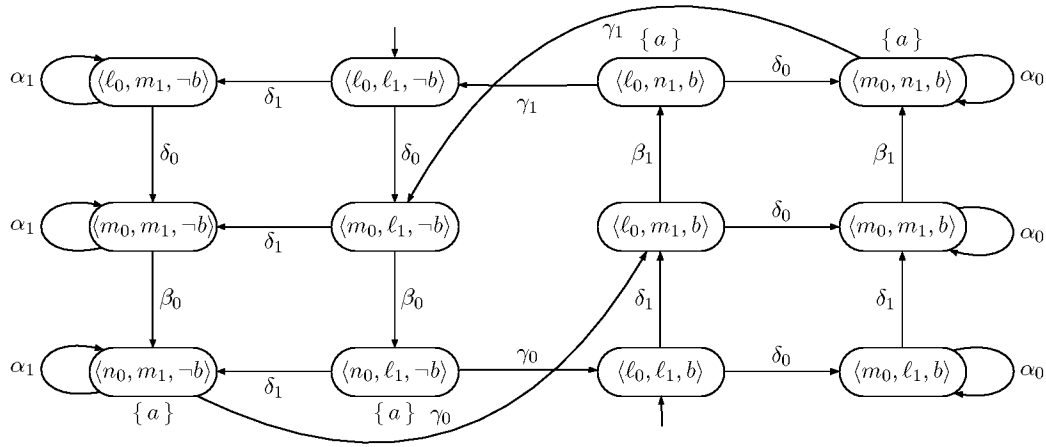 γ₁ { a } { a }
α₁ ⟨ℓ₀, m₁, ¬b⟩ δ₁ ⟨ℓ₀, ℓ₁, ¬b⟩ γ₁ ⟨ℓ₀, n₁, b⟩ δ₀ ⟨m₀, n₁, b⟩ α₀
δ₀ δ₀ β₁ β₁
α₁ ⟨m₀, m₁, ¬b⟩ δ₁ ⟨m₀, ℓ₁, ¬b⟩ ⟨ℓ₀, m₁, b⟩ δ₀ ⟨m₀, m₁, b⟩ α₀
β₀ β₀ δ₁ δ₁
α₁ ⟨n₀, m₁, ¬b⟩ δ₁ ⟨n₀, ℓ₁, ¬b⟩ γ₀ ⟨ℓ₀, ℓ₁, b⟩ δ₀ ⟨m₀, ℓ₁, b⟩ α₀
{ a } { a } γ₀